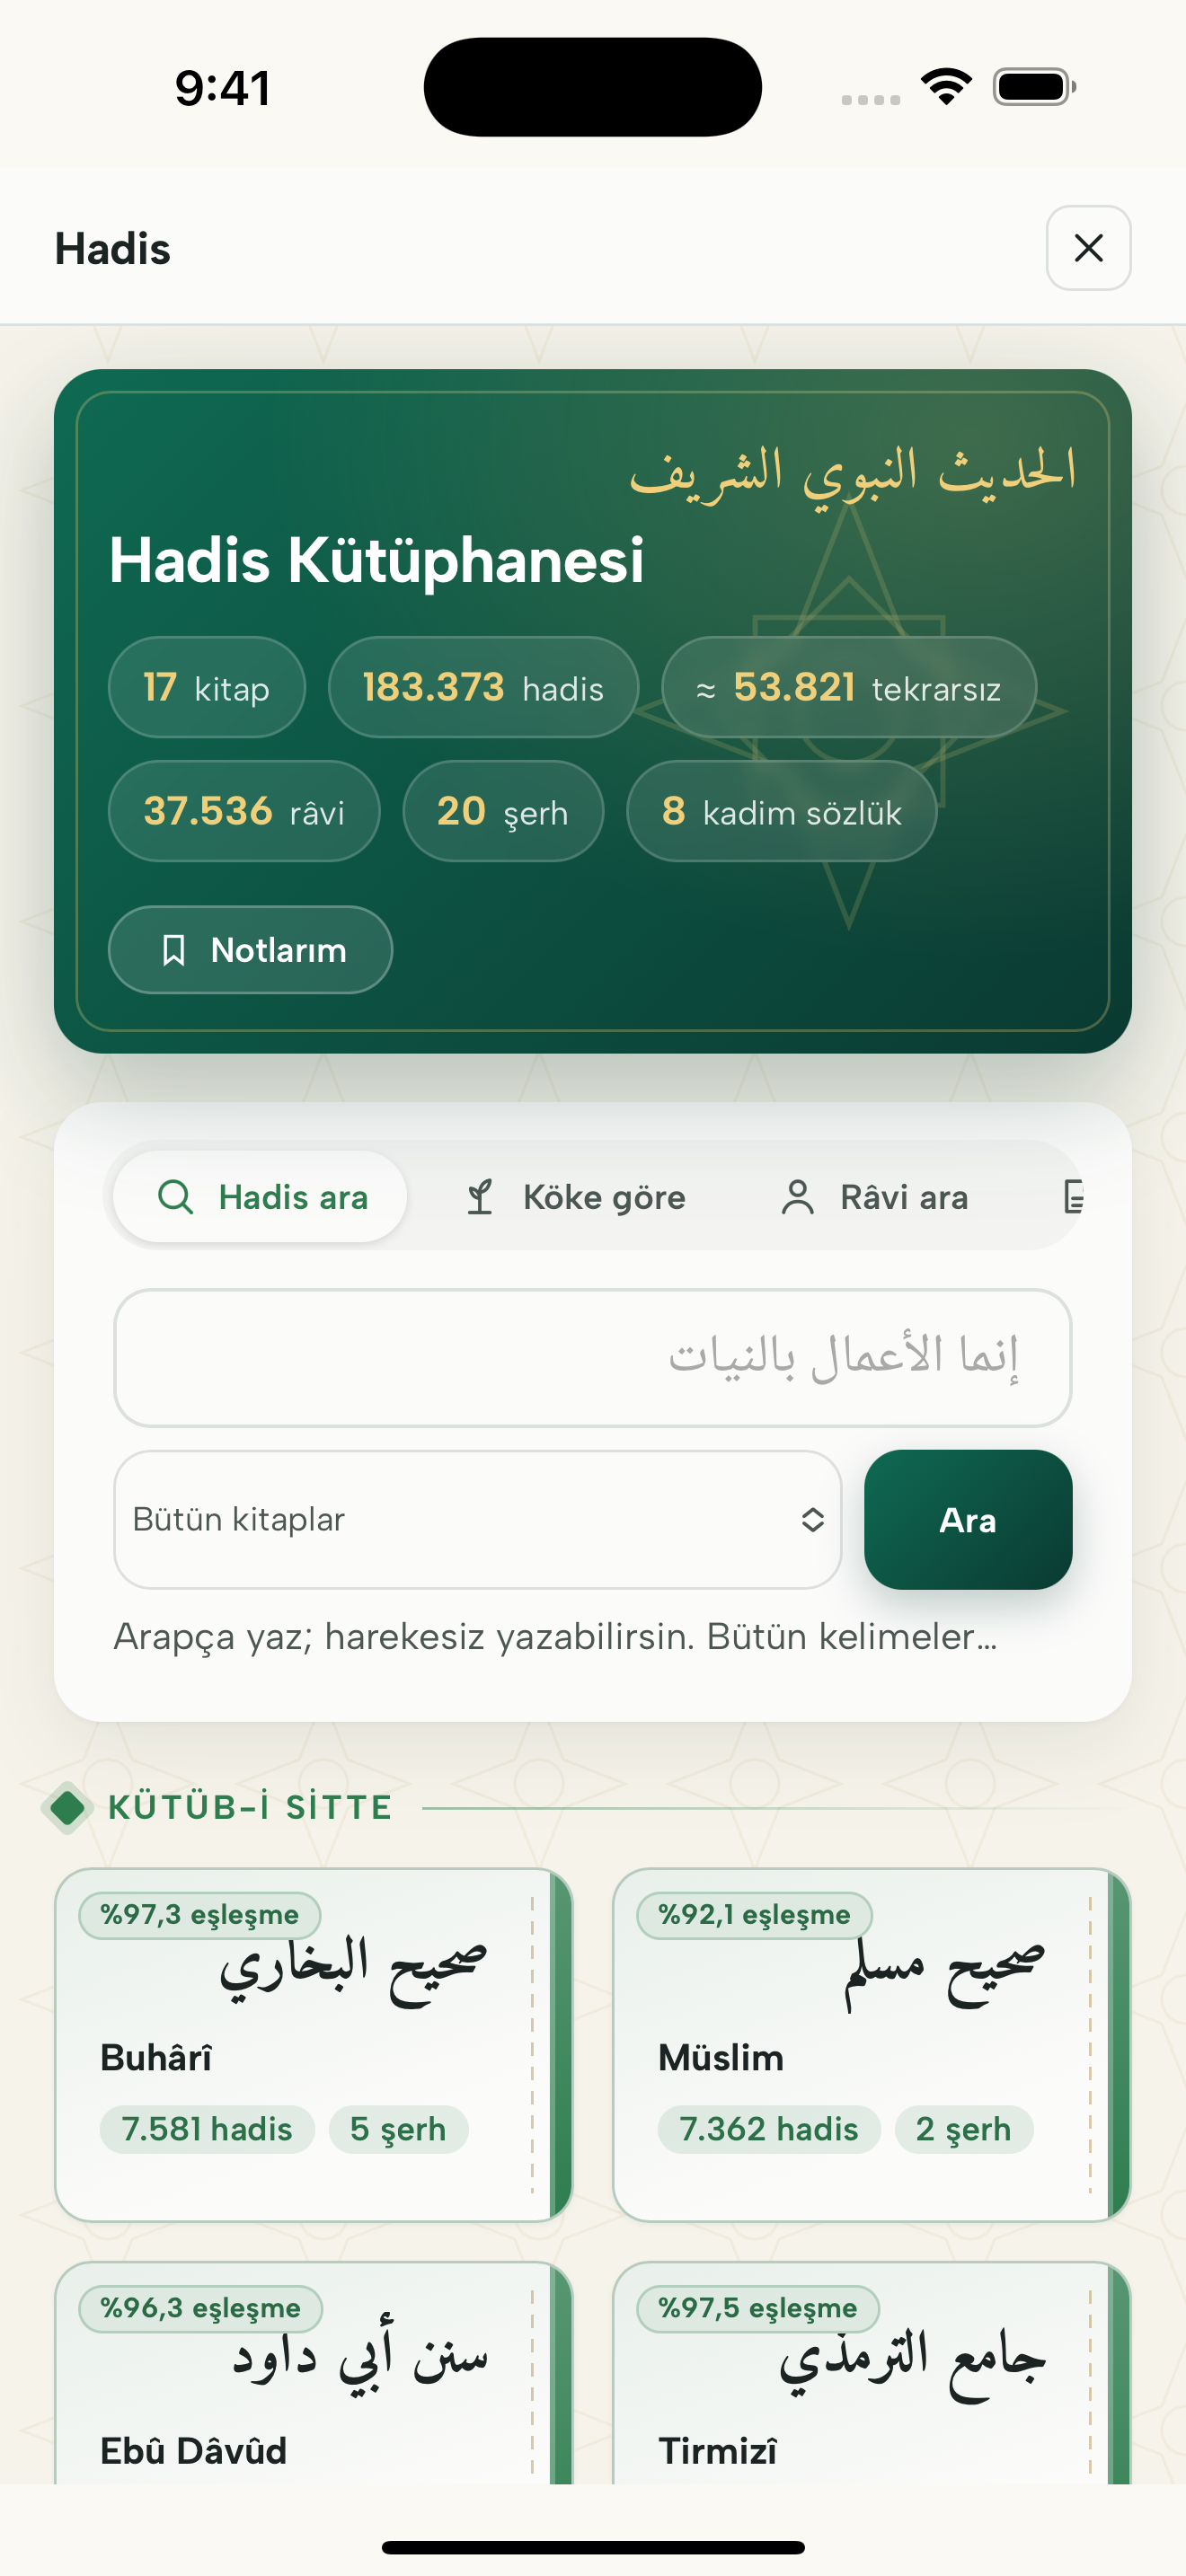 9:41
Hadis
الحديث النبوي الشريف
Hadis Kütüphanesi
17 kitap 183.373 hadis ≈ 53.821 tekrarsız
37.536 râvi 20 şerh 8 kadim sözlük
Notlarım
Hadis ara Köke göre Râvi ara
إنما الأعمال بالنيات
Bütün kitaplar Ara
Arapça yaz; harekesiz yazabilirsin. Bütün kelimeler…
KÜTÜB-İ SİTTE
%97,3 eşleşme
صحيح البخاري
Buhârî
7.581 hadis 5 şerh
%92,1 eşleşme
صحيح مسلم
Müslim
7.362 hadis 2 şerh
%96,3 eşleşme
سنن أبي داود
Ebû Dâvûd
%97,5 eşleşme
جامع الترمذي
Tirmizî